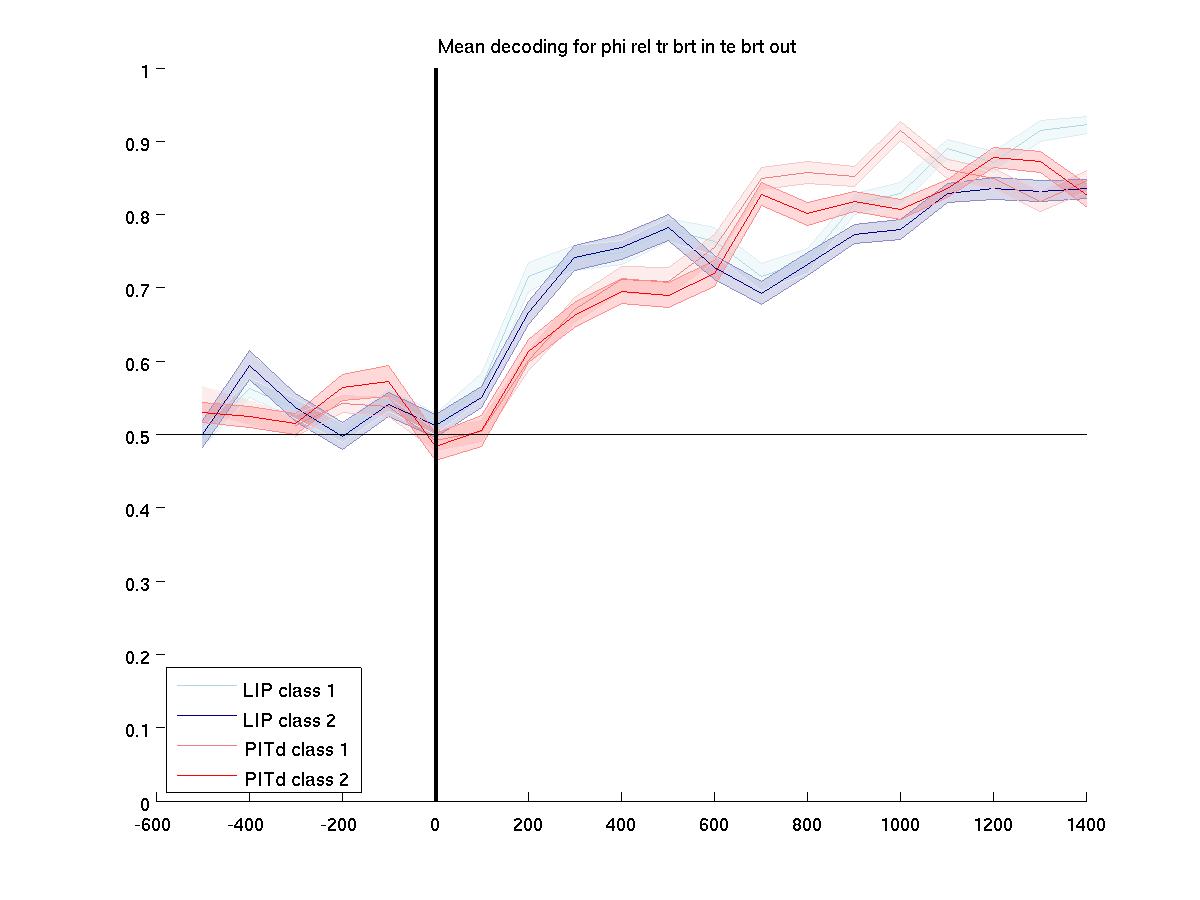 Mean decoding for phi rel tr brt in te brt out
1
0.9
0.8
0.7
0.6
0.5
0.4
0.3
0.2
0.1
0
LIP class 1
LIP class 2
PITd class 1
PITd class 2
-600 -400 -200 0 200 400 600 800 1000 1200 1400